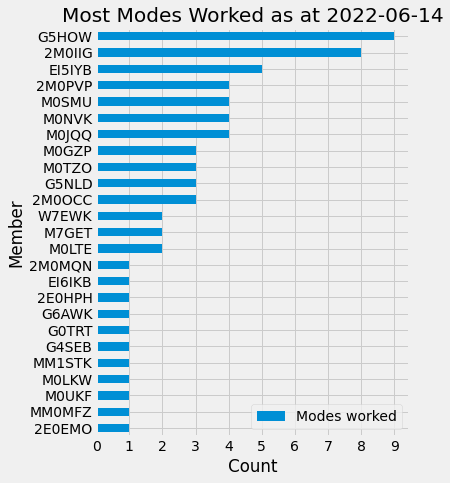 Most Modes Worked as at 2022-06-14
G5HOW
2M0IIG
EI5IYB
2M0PVP
M0SMU
M0NVK
M0JQQ
M0GZP
M0TZO
G5NLD
2M0OCC
W7EWK
M7GET
M0LTE
2M0MQN
EI6IKB
2E0HPH
G6AWK
G0TRT
G4SEB
MM1STK
M0LKW
M0UKF
MM0MFZ
2E0EMO
Member
Modes worked
0 1 2 3 4 5 6 7 8 9
Count